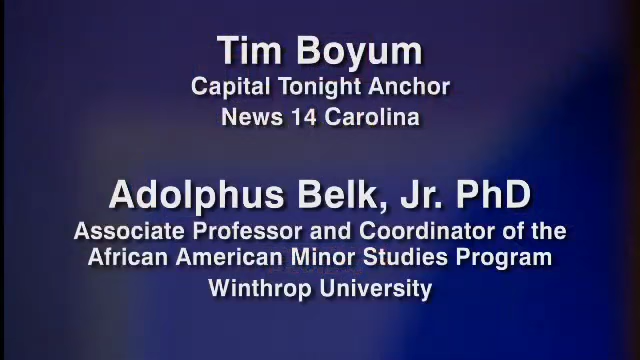 Tim Boyum
Capital Tonight Anchor
News 14 Carolina
Adolphus Belk, Jr. PhD
Associate Professor and Coordinator of the
African American Minor Studies Program
Winthrop University